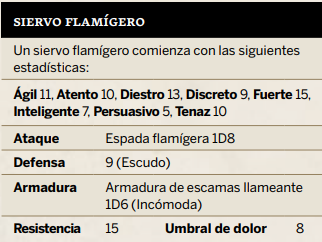 SIERVO FLAMÍGERO
Un siervo flamígero comienza con las siguientes
estadísticas:
Ágil 11, Atento 10, Diestro 13, Discreto 9, Fuerte 15,
Inteligente 7, Persuasivo 5, Tenaz 10
Ataque Espada flamígera 1D8
Defensa 9 (Escudo)
Armadura Armadura de escamas llameante
1D6 (Incómoda)
Resistencia 15 Umbral de dolor 8